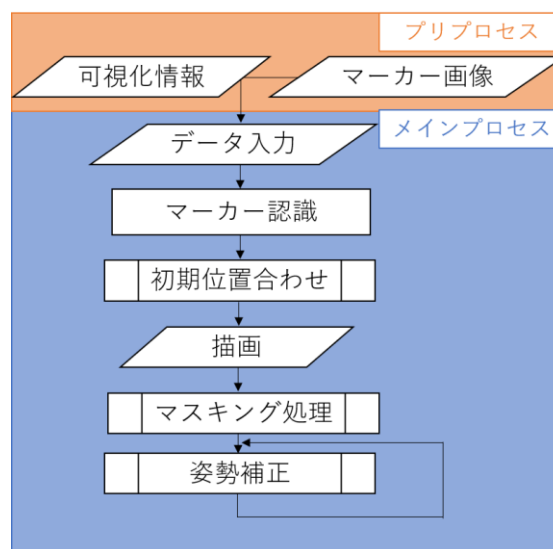 プリプロセス
可視化情報
マーカー画像
メインプロセス
データ入力
マーカー認識
初期位置合わせ
描画
マスキング処理
姿勢補正